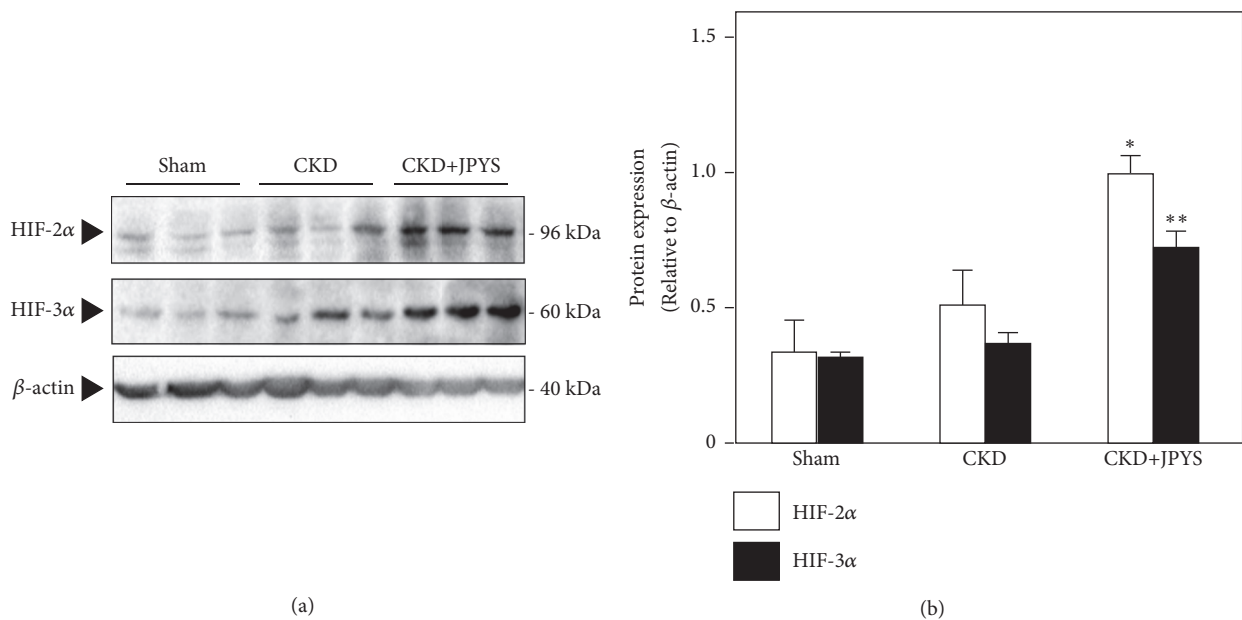 Sham CKD CKD+JPYS
HIF-2α - 96 kDa
HIF-3α - 60 kDa
β-actin - 40 kDa
(a)
Protein expression
(Relative to β-actin)
1.5
1.0
0.5
0
*
**
Sham CKD CKD+JPYS
HIF-2α
HIF-3α
(b)